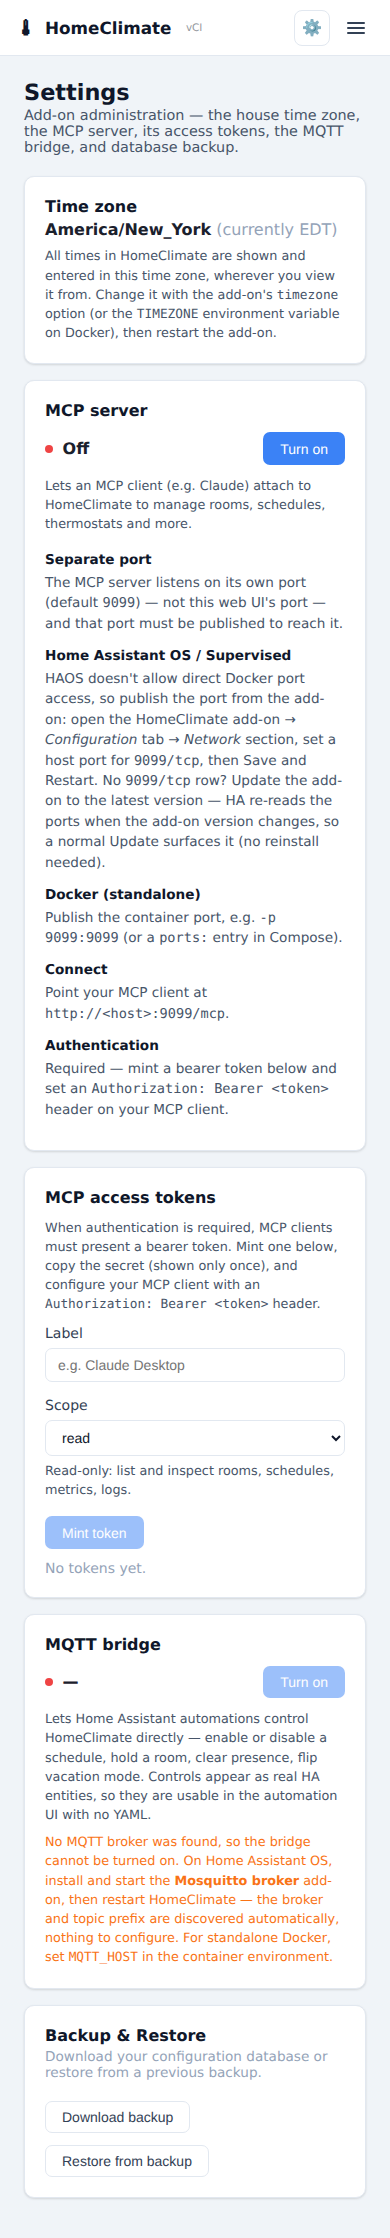 HomeClimate vCI
Settings
Add-on administration — the house time zone,
the MCP server, its access tokens, the MQTT
bridge, and database backup.
Time zone
America/New_York (currently EDT)
All times in HomeClimate are shown and
entered in this time zone, wherever you view
it from. Change it with the add-on's timezone
option (or the TIMEZONE environment variable
on Docker), then restart the add-on.
MCP server
Off
Turn on
Lets an MCP client (e.g. Claude) attach to
HomeClimate to manage rooms, schedules,
thermostats and more.
Separate port
The MCP server listens on its own port
(default 9099) — not this web UI's port —
and that port must be published to reach it.
Home Assistant OS / Supervised
HAOS doesn't allow direct Docker port
access, so publish the port from the add-
on: open the HomeClimate add-on →
Configuration tab → Network section, set a
host port for 9099/tcp, then Save and
Restart. No 9099/tcp row? Update the add-
on to the latest version — HA re-reads the
ports when the add-on version changes, so
a normal Update surfaces it (no reinstall
needed).
Docker (standalone)
Publish the container port, e.g. -p
9099:9099 (or a ports: entry in Compose).
Connect
Point your MCP client at
http://<host>:9099/mcp.
Authentication
Required — mint a bearer token below and
set an Authorization: Bearer <token>
header on your MCP client.
MCP access tokens
When authentication is required, MCP clients
must present a bearer token. Mint one below,
copy the secret (shown only once), and
configure your MCP client with an
Authorization: Bearer <token> header.
Label
e.g. Claude Desktop
Scope
read
Read-only: list and inspect rooms, schedules,
metrics, logs.
Mint token
No tokens yet.
MQTT bridge
—
Turn on
Lets Home Assistant automations control
HomeClimate directly — enable or disable a
schedule, hold a room, clear presence, flip
vacation mode. Controls appear as real HA
entities, so they are usable in the automation
UI with no YAML.
No MQTT broker was found, so the bridge
cannot be turned on. On Home Assistant OS,
install and start the Mosquitto broker add-
on, then restart HomeClimate — the broker
and topic prefix are discovered automatically,
nothing to configure. For standalone Docker,
set MQTT_HOST in the container environment.
Backup & Restore
Download your configuration database or
restore from a previous backup.
Download backup
Restore from backup